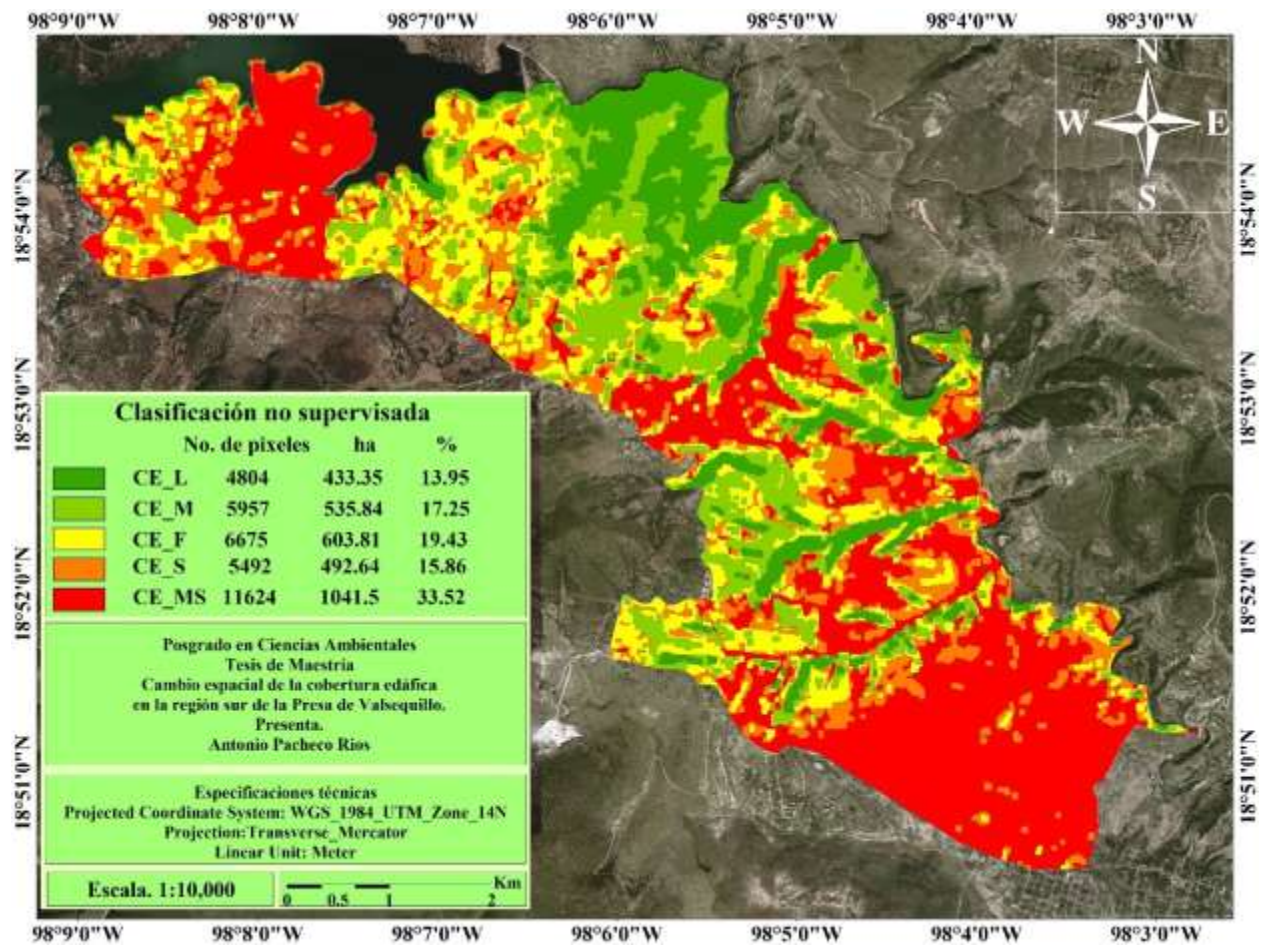 98°9'0"W 98°8'0"W 98°7'0"W 98°6'0"W 98°5'0"W 98°4'0"W 98°3'0"W
N
W E
S
18°54'0"N 18°54'0"N
18°53'0"N 18°53'0"N
18°52'0"N 18°52'0"N
18°51'0"N 18°51'0"N
Clasificación no supervisada
No. de pixeles ha %
CE_L 4804 433.35 13.95
CE_M 5957 535.84 17.25
CE_F 6675 603.81 19.43
CE_S 5492 492.64 15.86
CE_MS 11624 1041.5 33.52
Posgrado en Ciencias Ambientales
Tesis de Maestría
Cambio espacial de la cobertura edáfica
en la región sur de la Presa de Valsequillo.
Presenta.
Antonio Pacheco Rios
Especificaciones técnicas
Projected Coordinate System: WGS_1984_UTM_Zone_14N
Projection:Transverse_Mercator
Linear Unit: Meter
Escala. 1:10,000
Km
0 0.5 1 2
98°9'0"W 98°8'0"W 98°7'0"W 98°6'0"W 98°5'0"W 98°4'0"W 98°3'0"W